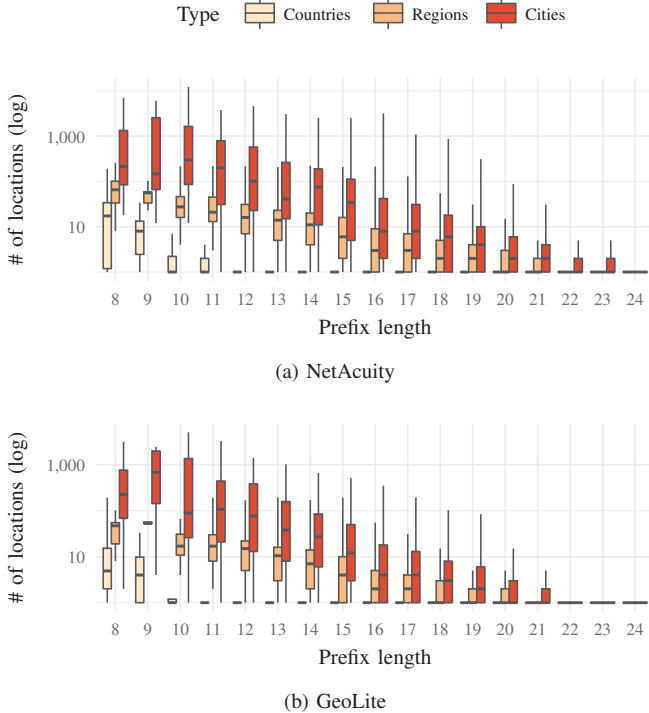 Type Countries Regions Cities
# of locations (log)
1,000
10
8 9 10 11 12 13 14 15 16 17 18 19 20 21 22 23 24
Prefix length
(a) NetAcuity
# of locations (log)
1,000
10
8 9 10 11 12 13 14 15 16 17 18 19 20 21 22 23 24
Prefix length
(b) GeoLite